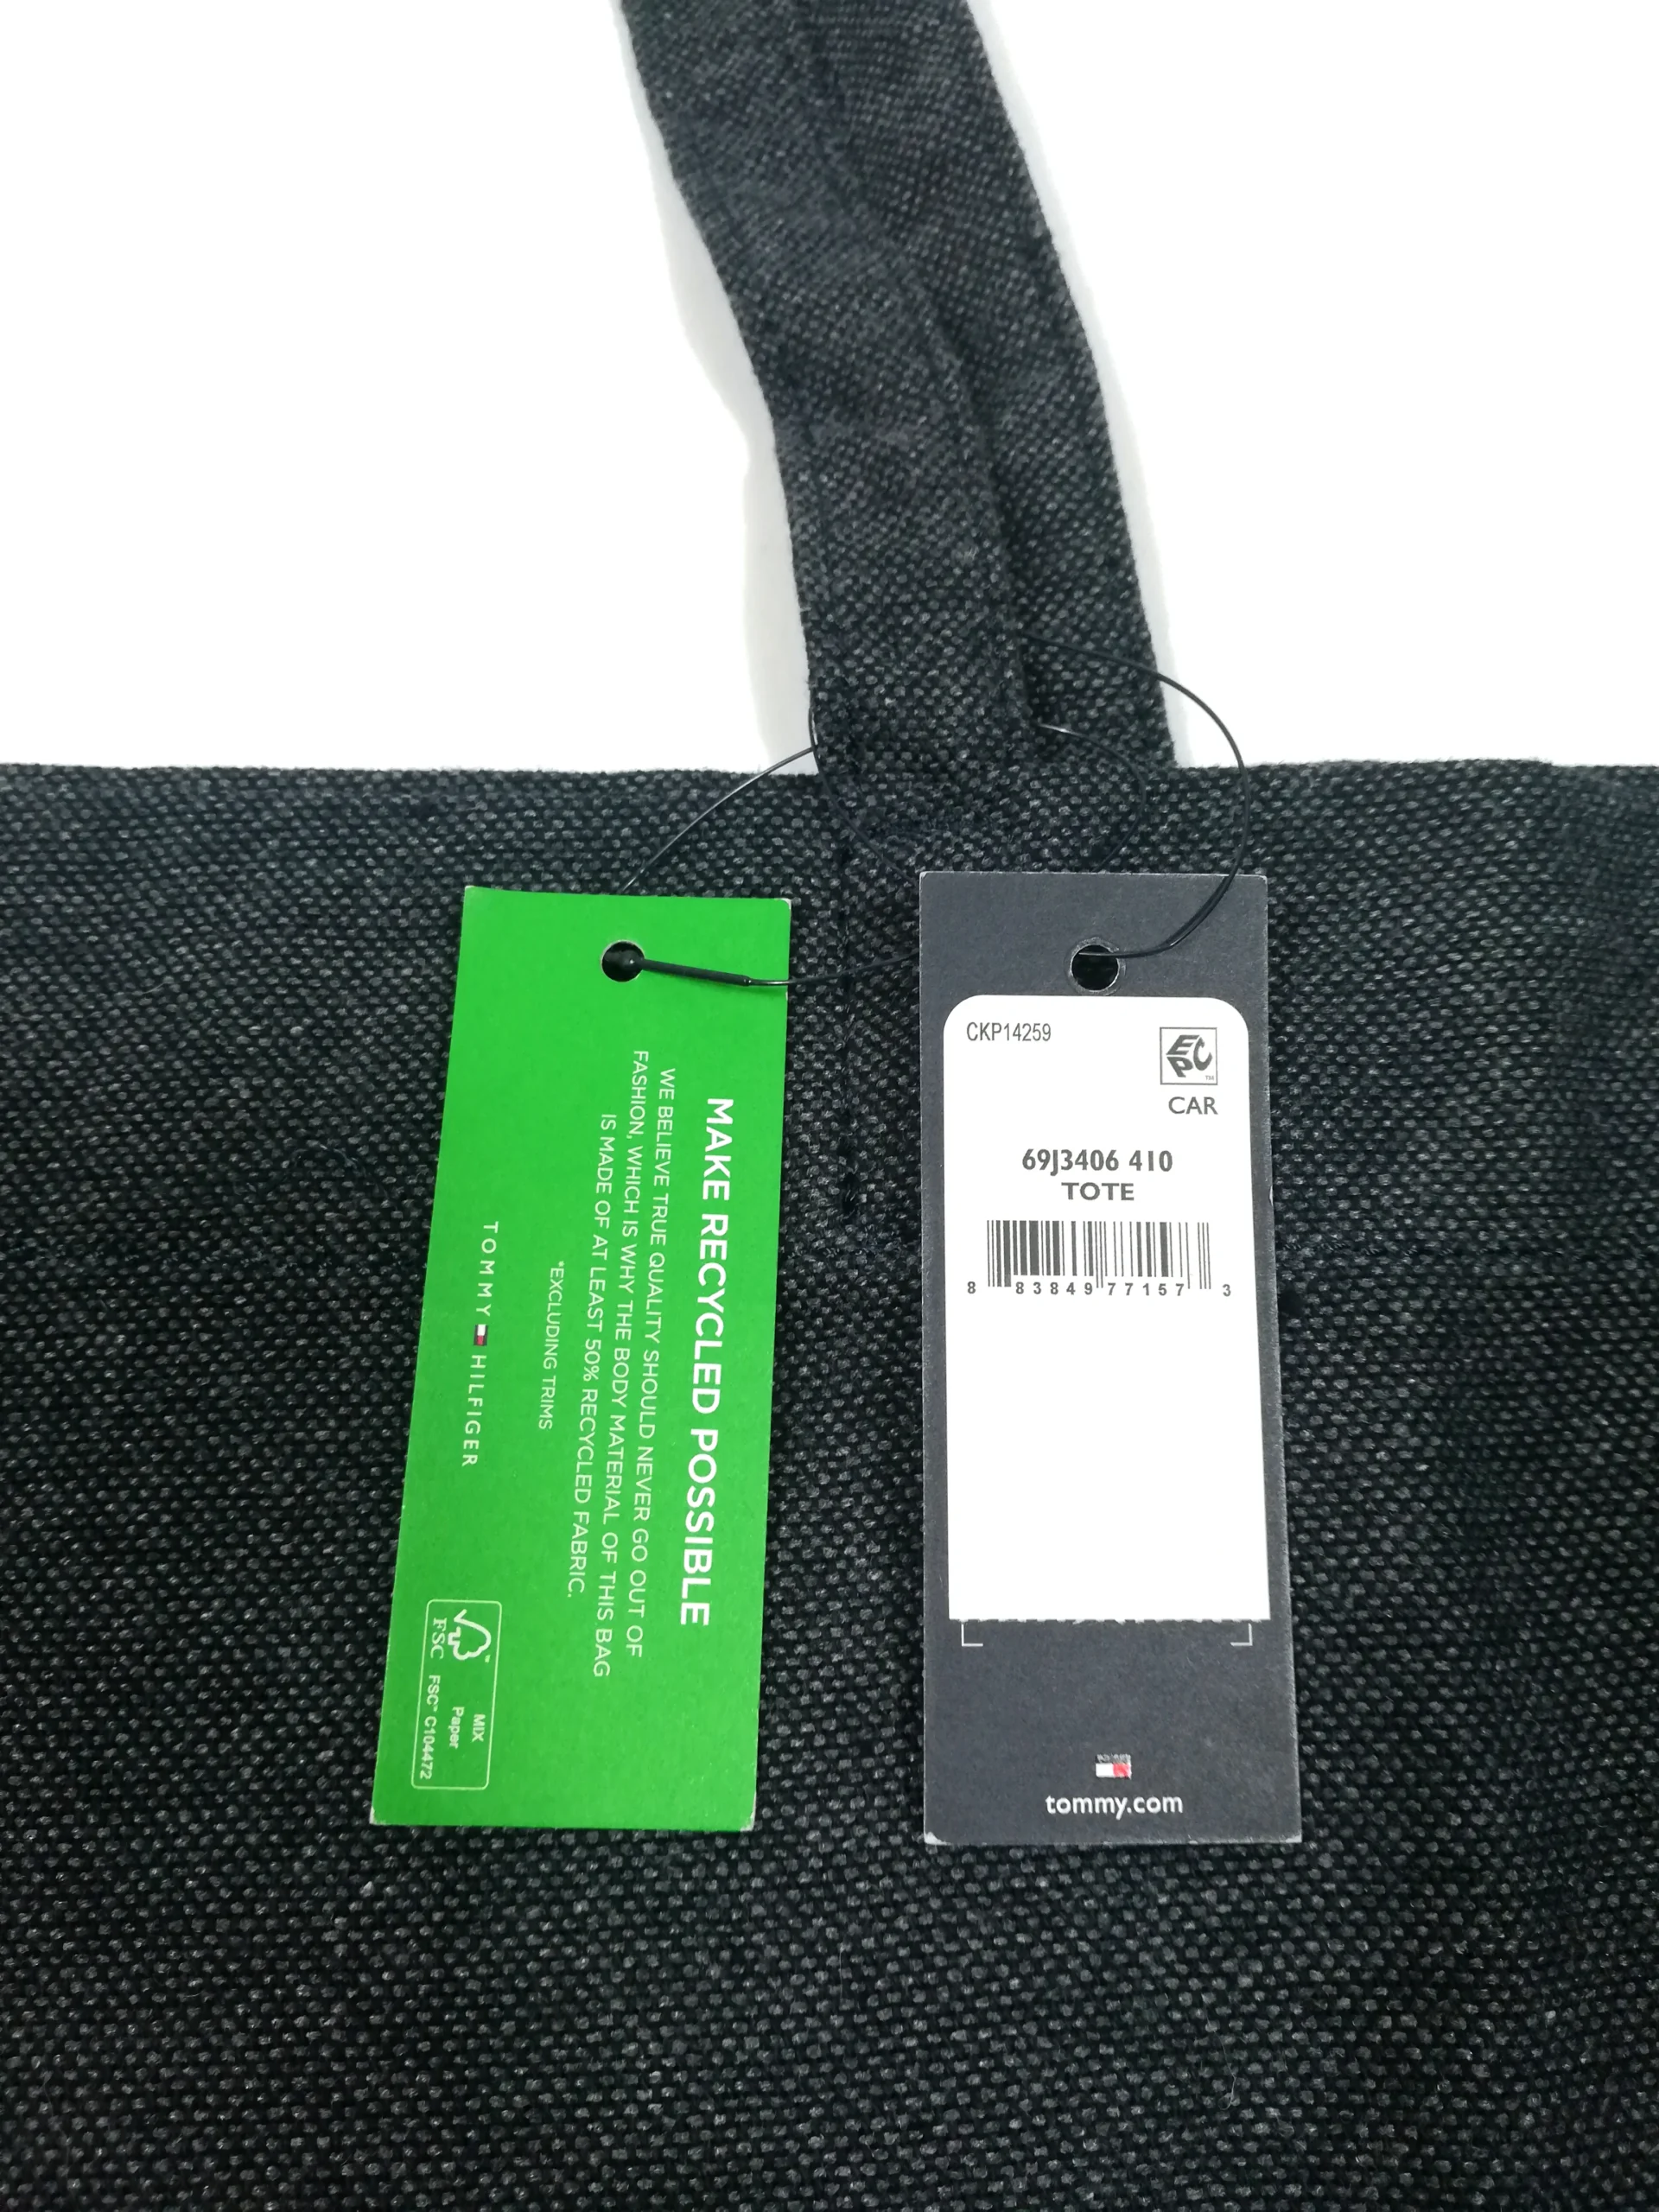 MAKE RECYCLED POSSIBLE
WE BELIEVE TRUE QUALITY SHOULD NEVER GO OUT OF
FASHION, WHICH IS WHY THE BODY MATERIAL OF THIS BAG
IS MADE OF AT LEAST 50% RECYCLED FABRIC.
*EXCLUDING TRIMS
TOMMY HILFIGER
FSC
MIX
Paper
FSC™ C104472
CKP14259
ECP™
CAR
69J3406 410
TOTE
8 83849 77157 3
tommy.com